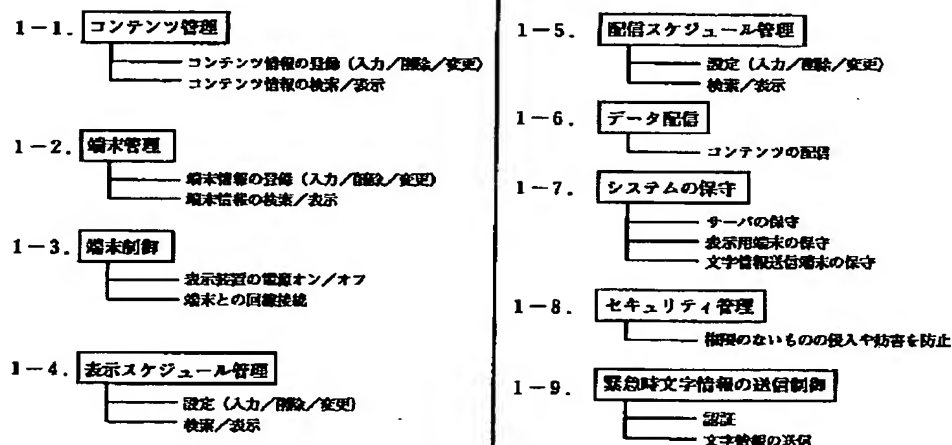 1-1. コンテンツ管理
コンテンツ情報の登録(入力/削除/変更)
コンテンツ情報の検索/表示
1-2. 端末管理
端末情報の登録(入力/削除/変更)
端末情報の検索/表示
1-3. 端末制御
表示装置の電源オン/オフ
端末との回線接続
1-4. 表示スケジュール管理
設定(入力/削除/変更)
検索/表示
1-5. 配信スケジュール管理
設定(入力/削除/変更)
検索/表示
1-6. データ配信
コンテンツの配信
1-7. システムの保守
サーバの保守
表示用端末の保守
文字情報送信端末の保守
1-8. セキュリティ管理
権限のないものの侵入や妨害を防止
1-9. 緊急時文字情報の送信制御
認証
文字情報の送信